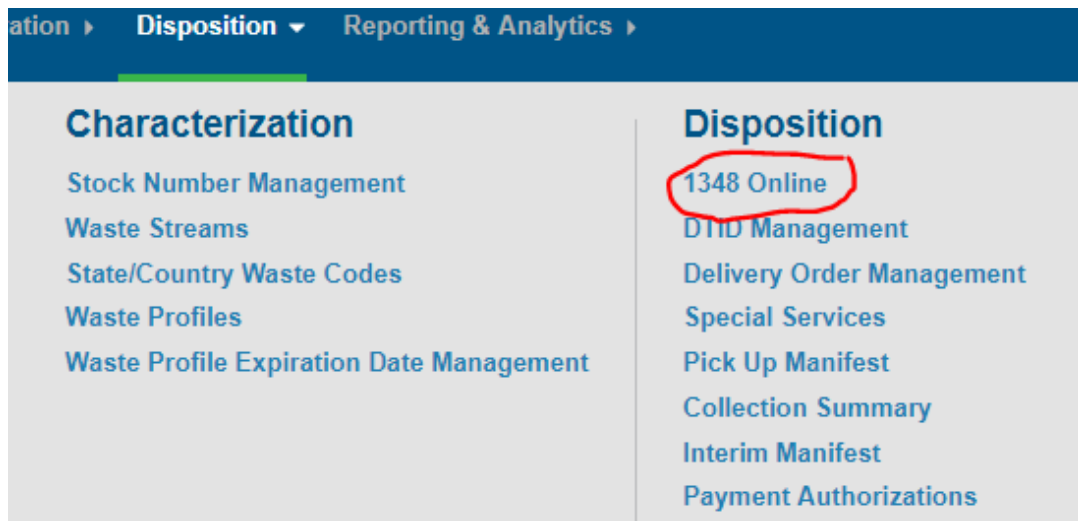 ation Disposition Reporting & Analytics
Characterization
Stock Number Management
Waste Streams
State/Country Waste Codes
Waste Profiles
Waste Profile Expiration Date Management
Disposition
1348 Online
DTID Management
Delivery Order Management
Special Services
Pick Up Manifest
Collection Summary
Interim Manifest
Payment Authorizations